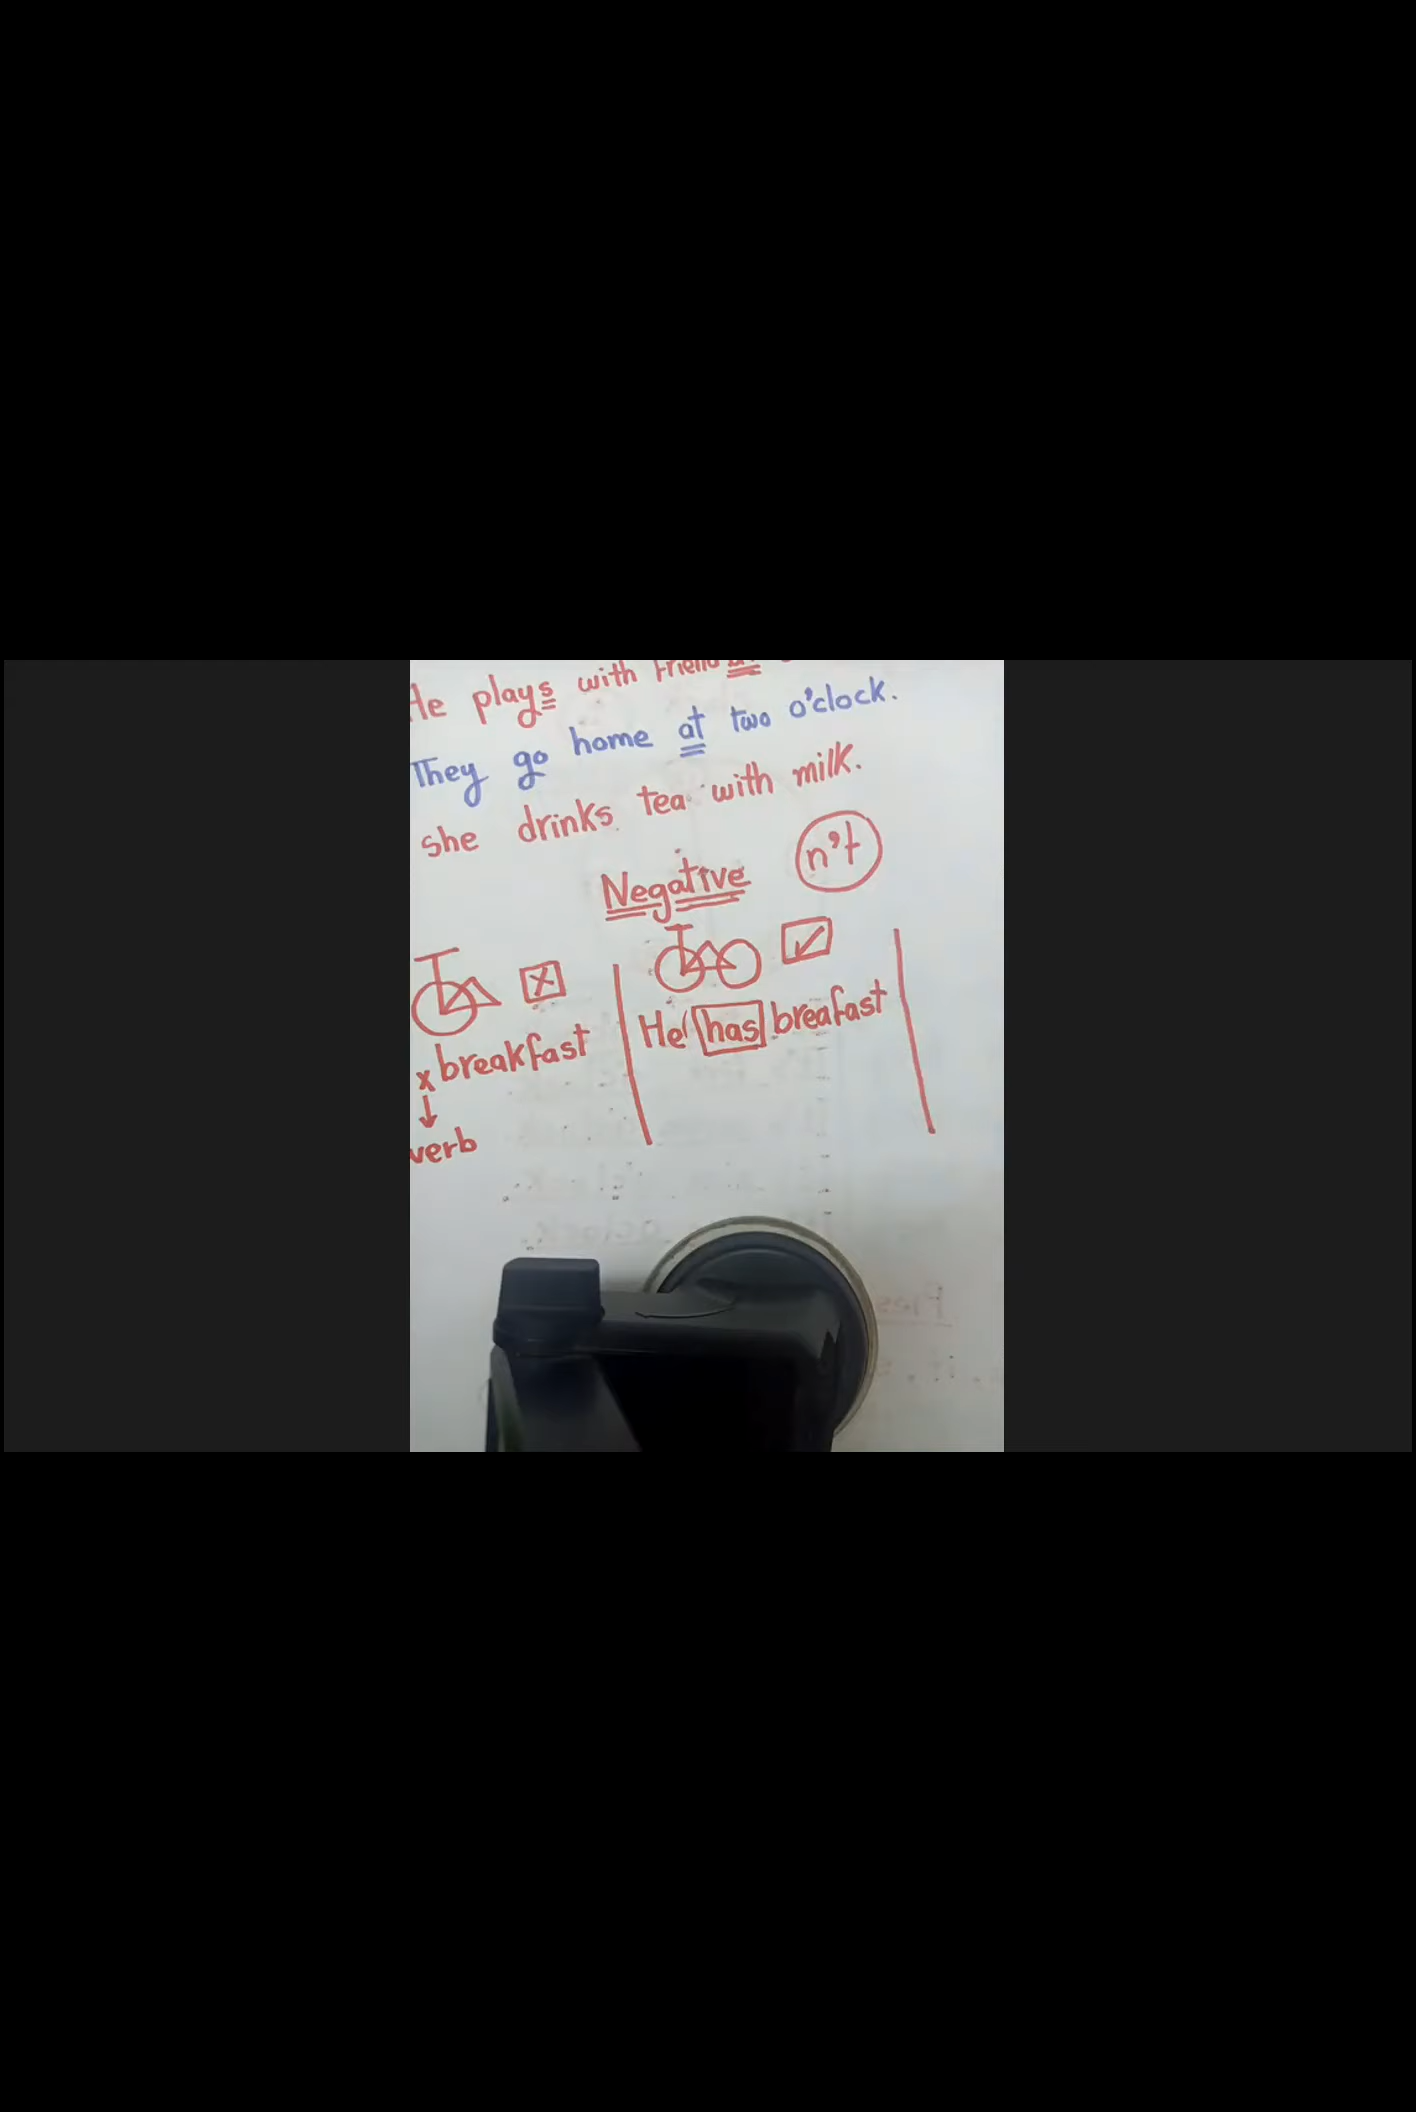 He plays with Friend
They go home at two o'clock.
she drinks tea with milk.
Negative n't
x
✓
x breakfast
He has breafast
↓
verb